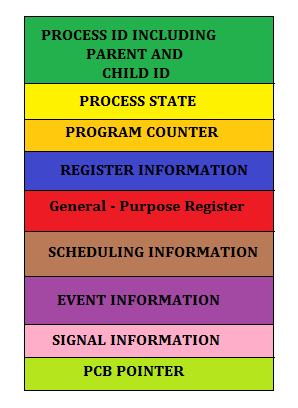 PROCESS ID INCLUDING
PARENT AND
CHILD ID
PROCESS STATE
PROGRAM COUNTER
REGISTER INFORMATION
General - Purpose Register
SCHEDULING INFORMATION
EVENT INFORMATION
SIGNAL INFORMATION
PCB POINTER